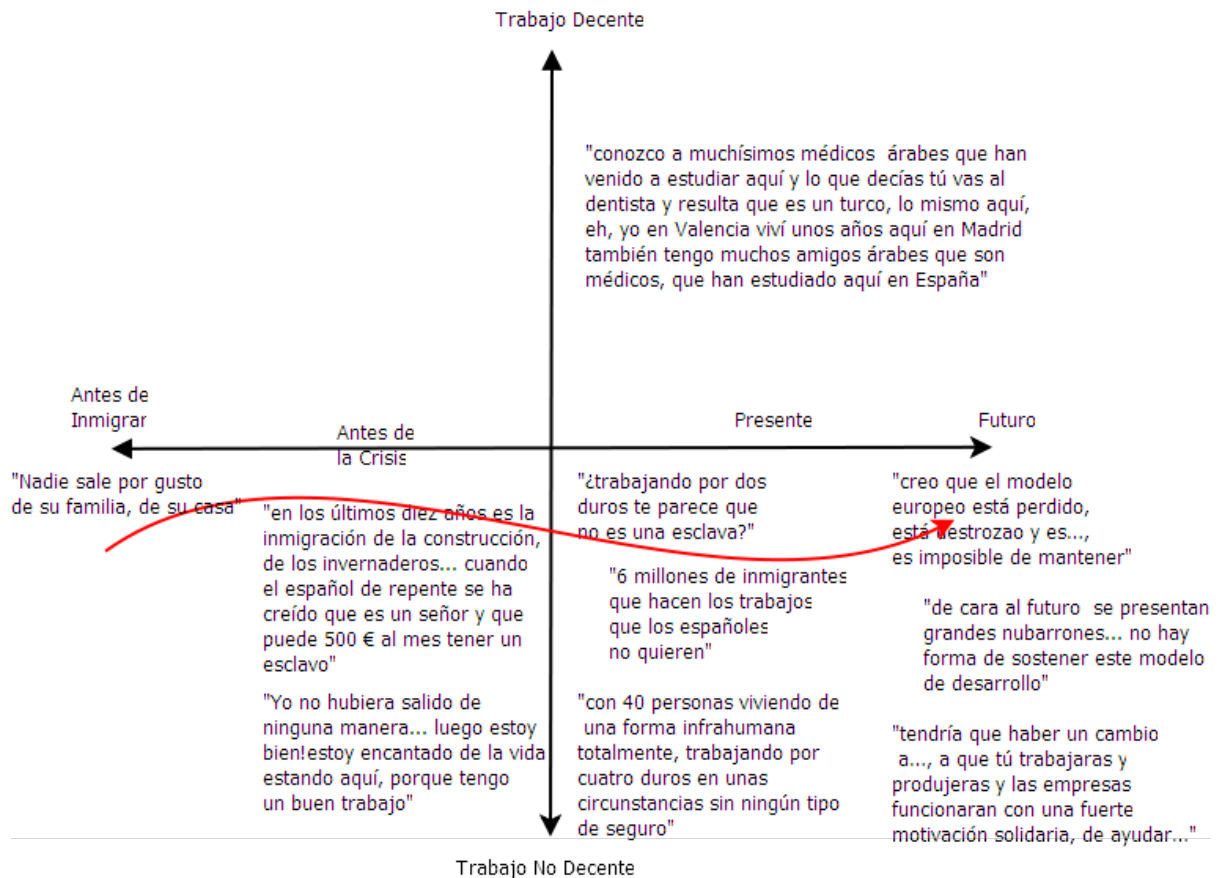 Trabajo Decente
"conozco a muchísimos médicos  árabes que han
venido a estudiar aquí y lo que decías tú vas al
dentista y resulta que es un turco, lo mismo aquí,
eh, yo en Valencia viví unos años aquí en Madrid
también tengo muchos amigos árabes que son
médicos, que han estudiado aquí en España"
Antes de
Inmigrar
Antes de
la Crisis
Presente
Futuro
"Nadie sale por gusto
de su familia, de su casa"
"en los últimos diez años es la
inmigración de la construcción,
de los invernaderos... cuando
el español de repente se ha
creído que es un señor y que
puede 500 € al mes tener un
esclavo"
"Yo no hubiera salido de
ninguna manera... luego estoy
bien!estoy encantado de la vida
estando aquí, porque tengo
un buen trabajo"
"¿trabajando por dos
duros te parece que
no es una esclava?"
"6 millones de inmigrantes
que hacen los trabajos
que los españoles
no quieren"
"con 40 personas viviendo de
una forma infrahumana
totalmente, trabajando por
cuatro duros en unas
circunstancias sin ningún tipo
de seguro"
"creo que el modelo
europeo está perdido,
está destrozao y es...,
es imposible de mantener"
"de cara al futuro  se presentan
grandes nubarrones... no hay
forma de sostener este modelo
de desarrollo"
"tendría que haber un cambio
a..., a que tú trabajaras y
produjeras y las empresas
funcionaran con una fuerte
motivación solidaria, de ayudar..."
Trabajo No Decente